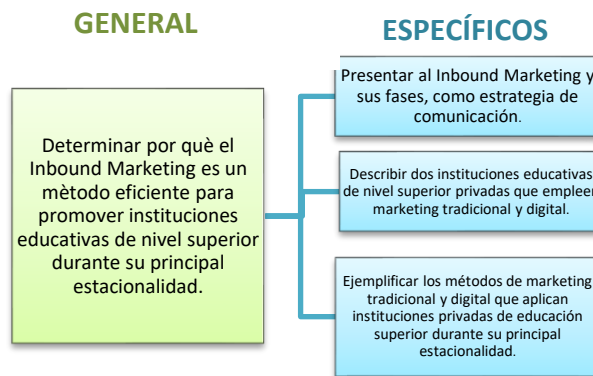 GENERAL
Determinar por què el
Inbound Marketing es un
mètodo eficiente para
promover instituciones
educativas de nivel superior
durante su principal
estacionalidad.
ESPECÍFICOS
Presentar al Inbound Marketing y
sus fases, como estrategia de
comunicación.
Describir dos instituciones educativas
de nivel superior privadas que empleen
marketing tradicional y digital.
Ejemplificar los métodos de marketing
tradicional y digital que aplican
instituciones privadas de educación
superior durante su principal
estacionalidad.